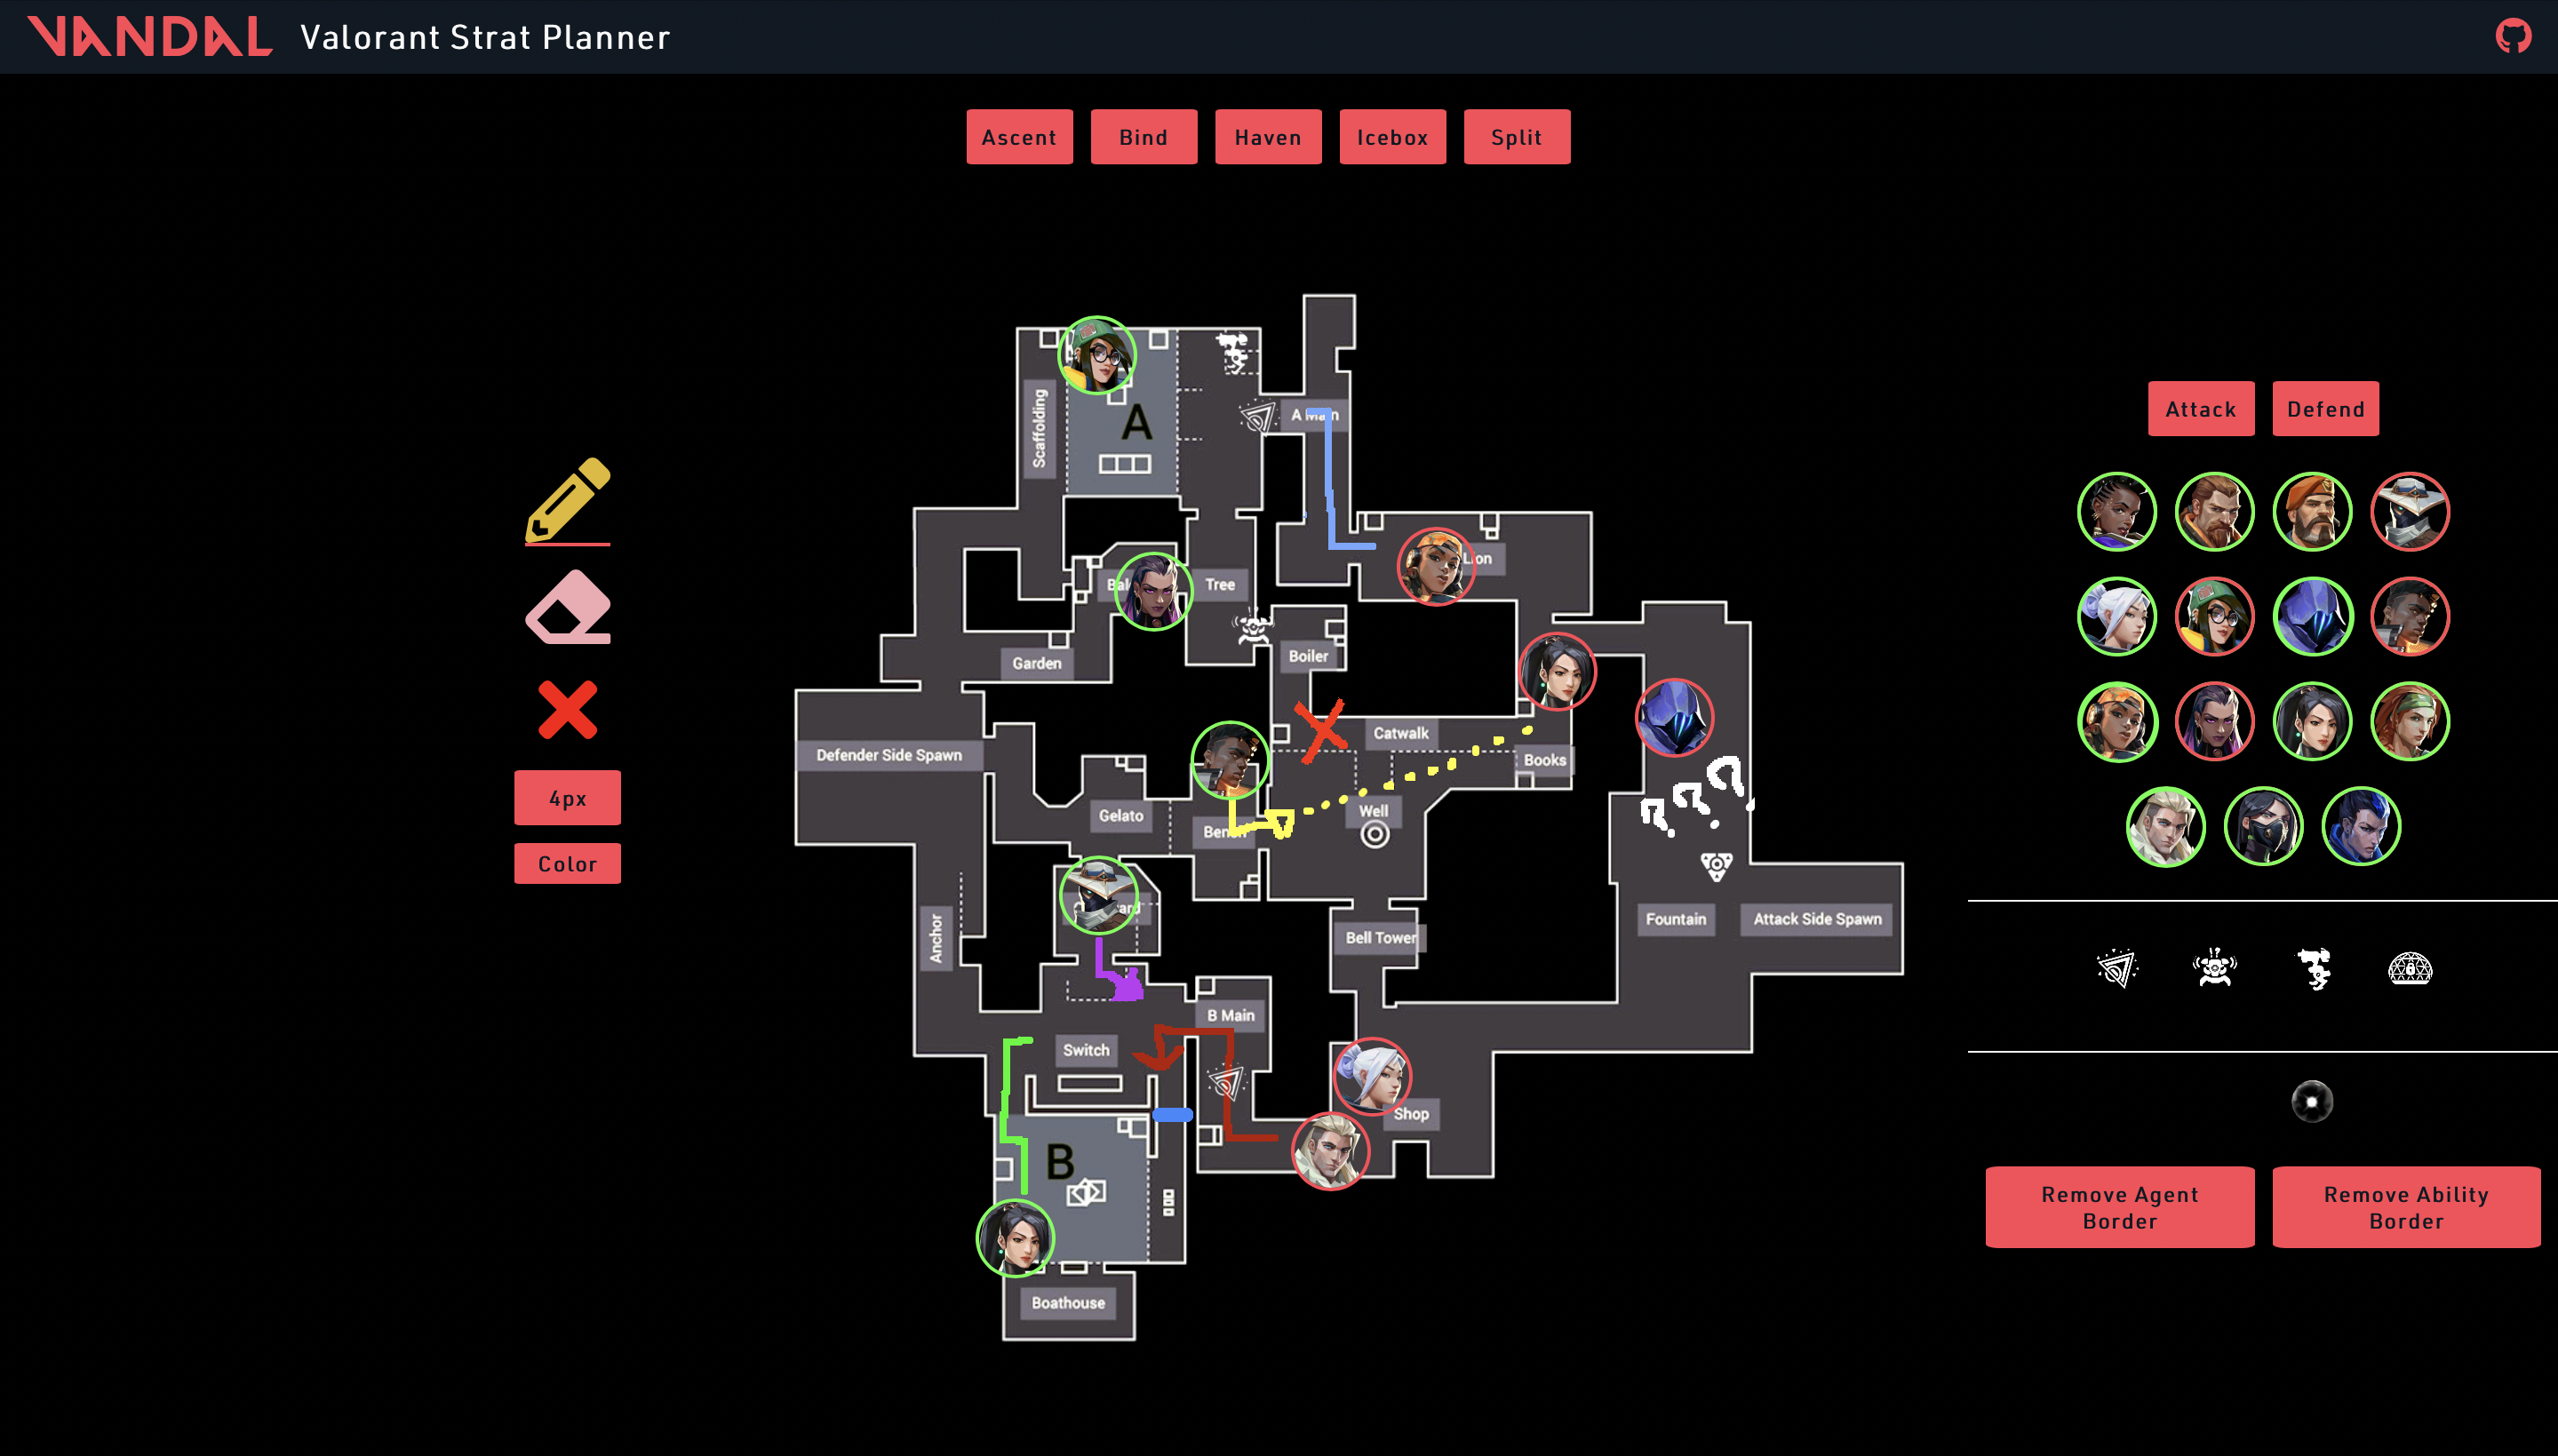 VANDAL Valorant Strat Planner
Ascent Bind Haven Icebox Split
Attack Defend
4px
Color
A Main
Scaffolding
A
Lion
Tree
Boiler
Garden
Defender Side Spawn
Catwalk
Books
Well
Gelato
Anchor
Bell Tower
Fountain
Attack Side Spawn
???
B Main
Switch
Shop
B
Boathouse
Remove Agent
Border
Remove Ability
Border